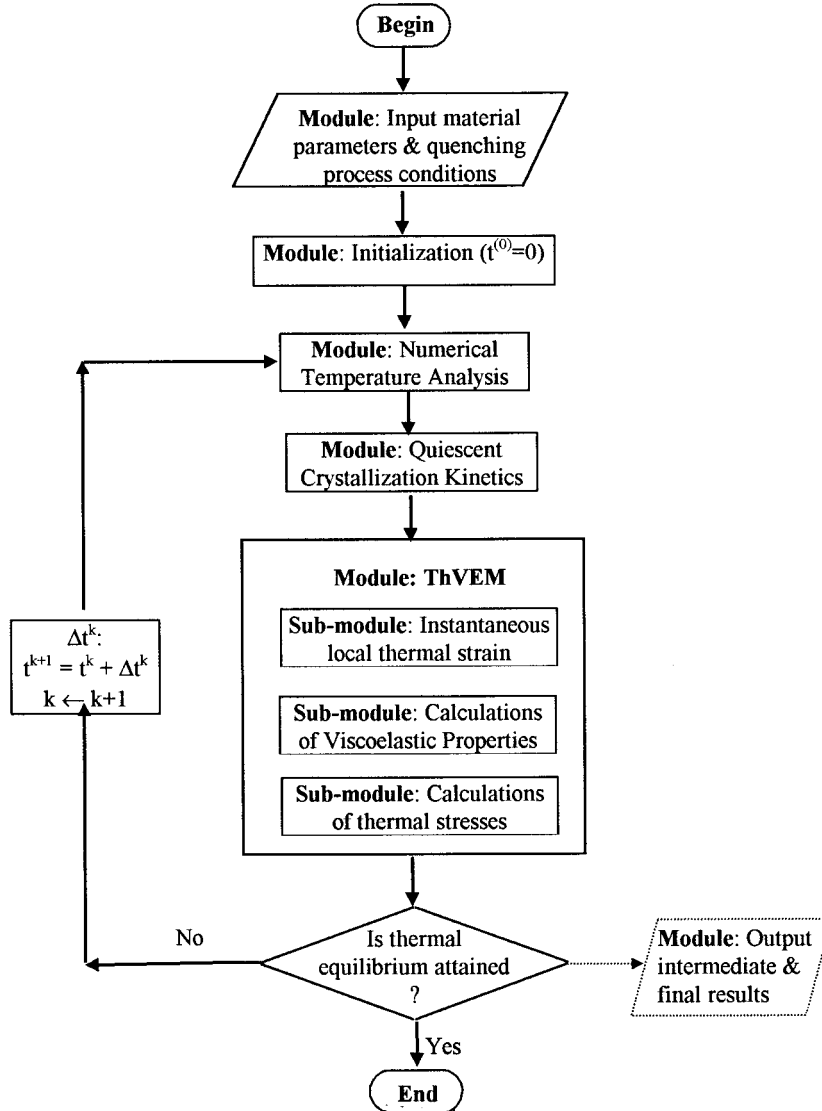 Begin
Module: Input material
parameters & quenching
process conditions
Module: Initialization (t⁽⁰⁾=0)
Module: Numerical
Temperature Analysis
Module: Quiescent
Crystallization Kinetics
Module: ThVEM
Sub-module: Instantaneous
local thermal strain
Sub-module: Calculations
of Viscoelastic Properties
Sub-module: Calculations
of thermal stresses
Δtᵏ:
tᵏ⁺¹ = tᵏ + Δtᵏ
k ← k+1
No
Is thermal
equilibrium attained
?
Module: Output
intermediate &
final results
Yes
End